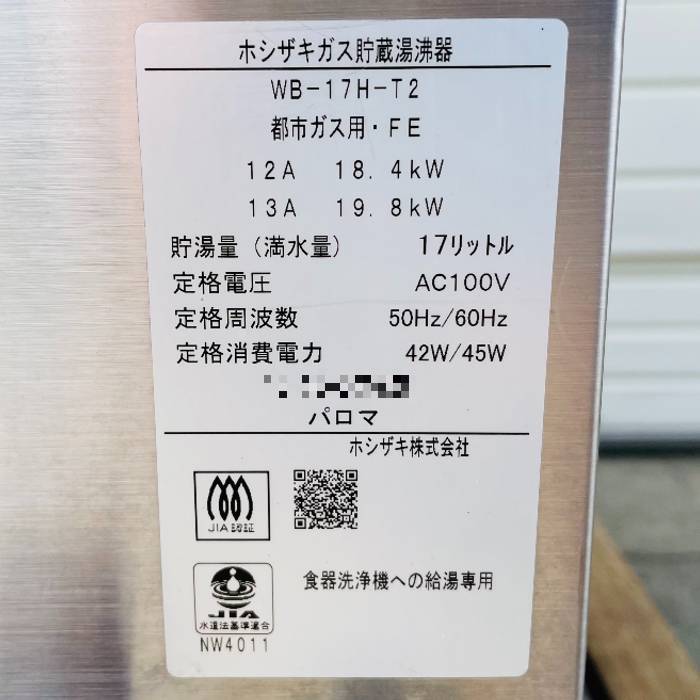 ホシザキガス貯蔵湯沸器
WB-17H-T2
都市ガス用・FE
12A 18.4kW
13A 19.8kW
貯湯量（満水量） 17リットル
定格電圧 AC100V
定格周波数 50Hz/60Hz
定格消費電力 42W/45W
パロマ
ホシザキ株式会社
JIA認証
食器洗浄機への給湯専用
JIA
水道法基準適合
NW4011